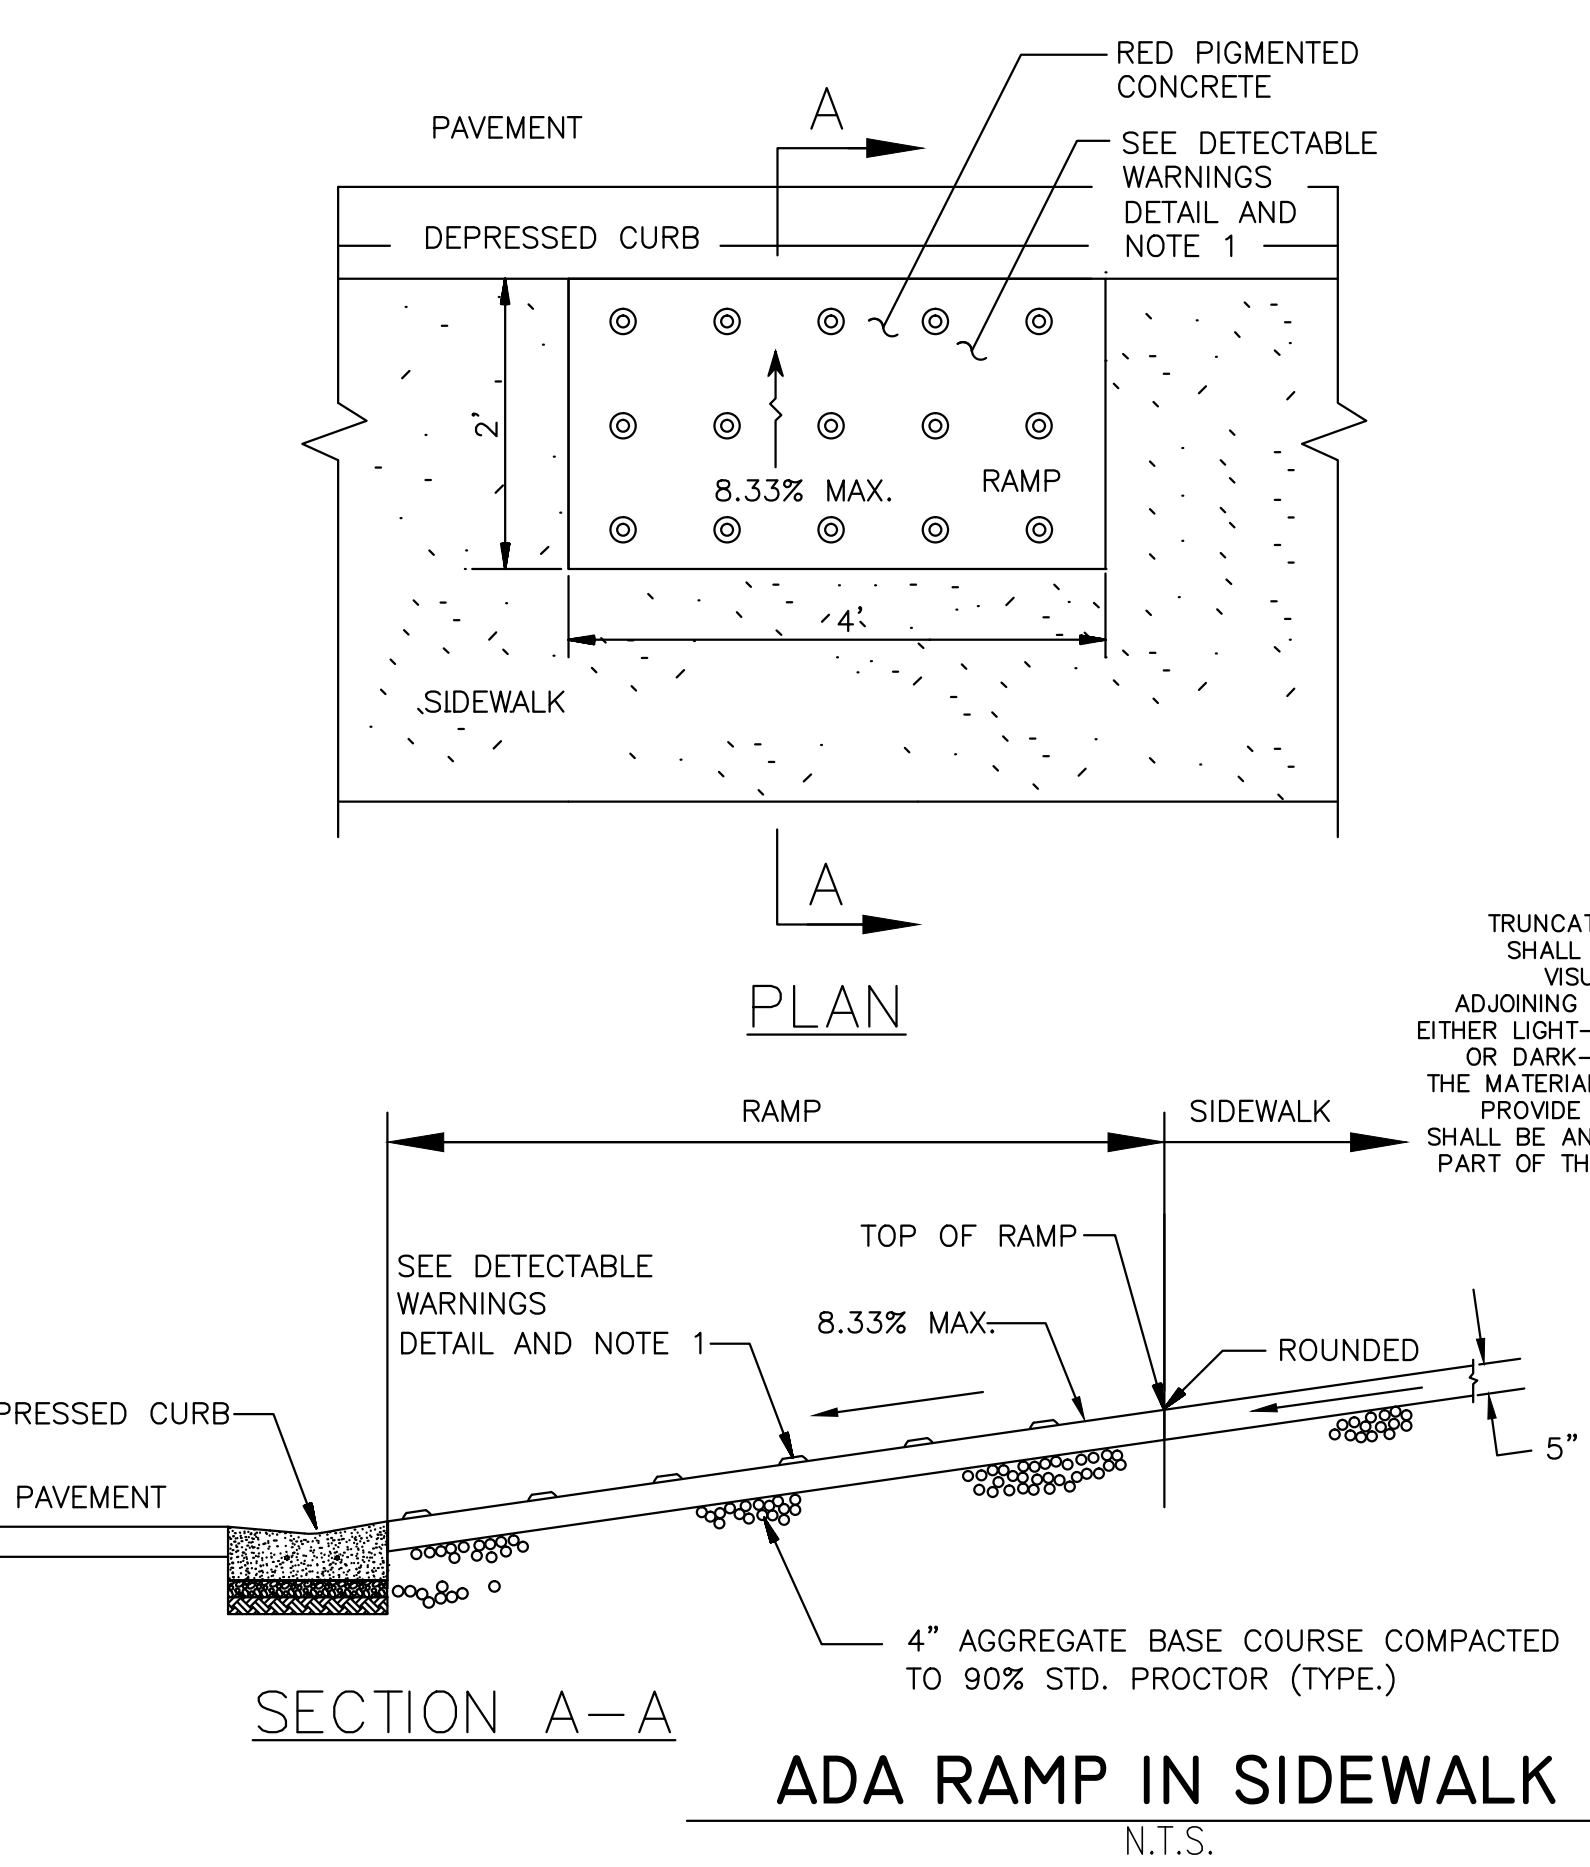 RED PIGMENTED
CONCRETE
A
PAVEMENT
SEE DETECTABLE
WARNINGS
DETAIL AND
NOTE 1
DEPRESSED CURB
2'
8.33% MAX.
RAMP
4'
SIDEWALK
A
PLAN
TRUNCAT
SHALL
VISU
ADJOINING
EITHER LIGHT-
OR DARK-
THE MATERIAL
PROVIDE
SHALL BE AN
PART OF TH
RAMP
SIDEWALK
TOP OF RAMP
SEE DETECTABLE
WARNINGS
DETAIL AND NOTE 1
8.33% MAX.
ROUNDED
PRESSED CURB
5"
PAVEMENT
4" AGGREGATE BASE COURSE COMPACTED
TO 90% STD. PROCTOR (TYPE.)
SECTION A-A
ADA RAMP IN SIDEWALK
N.T.S.